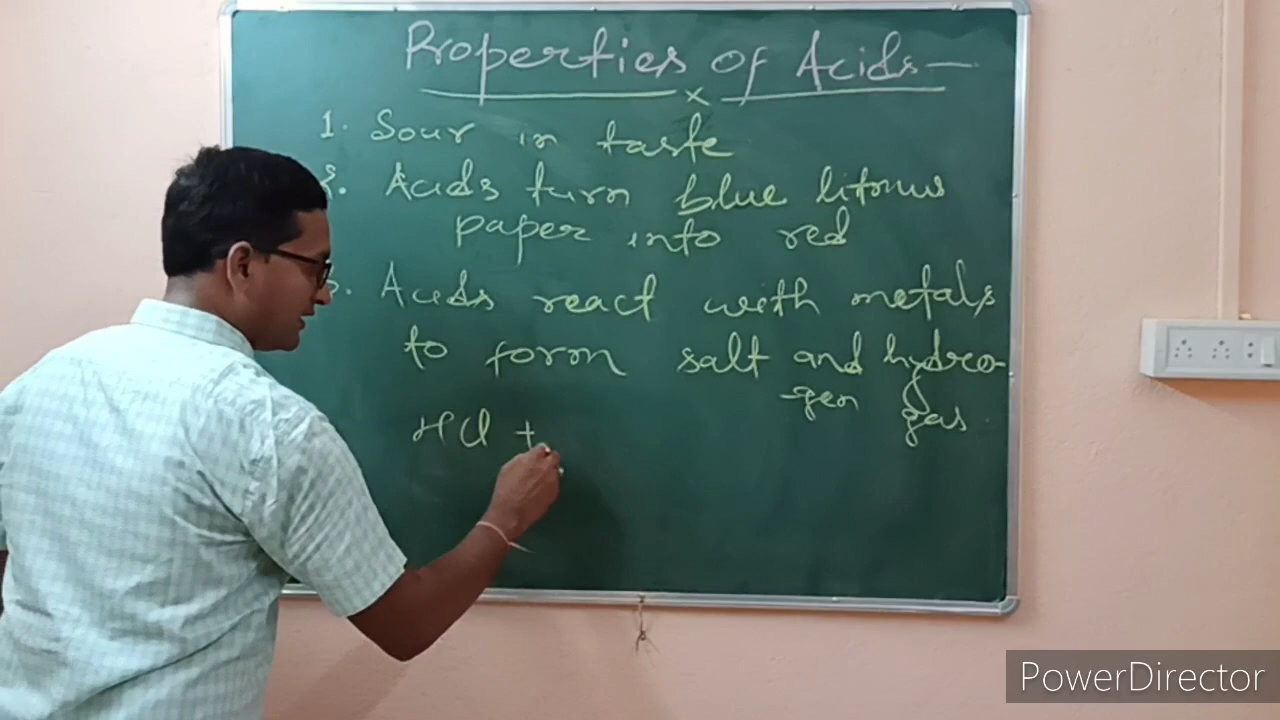 Properties of Acids —
x
1. Sour in taste
2. Acids turn blue litmus
paper into red
3. Acids react with metals
to form salt and hydro-
-gen gas
HCl +
PowerDirector